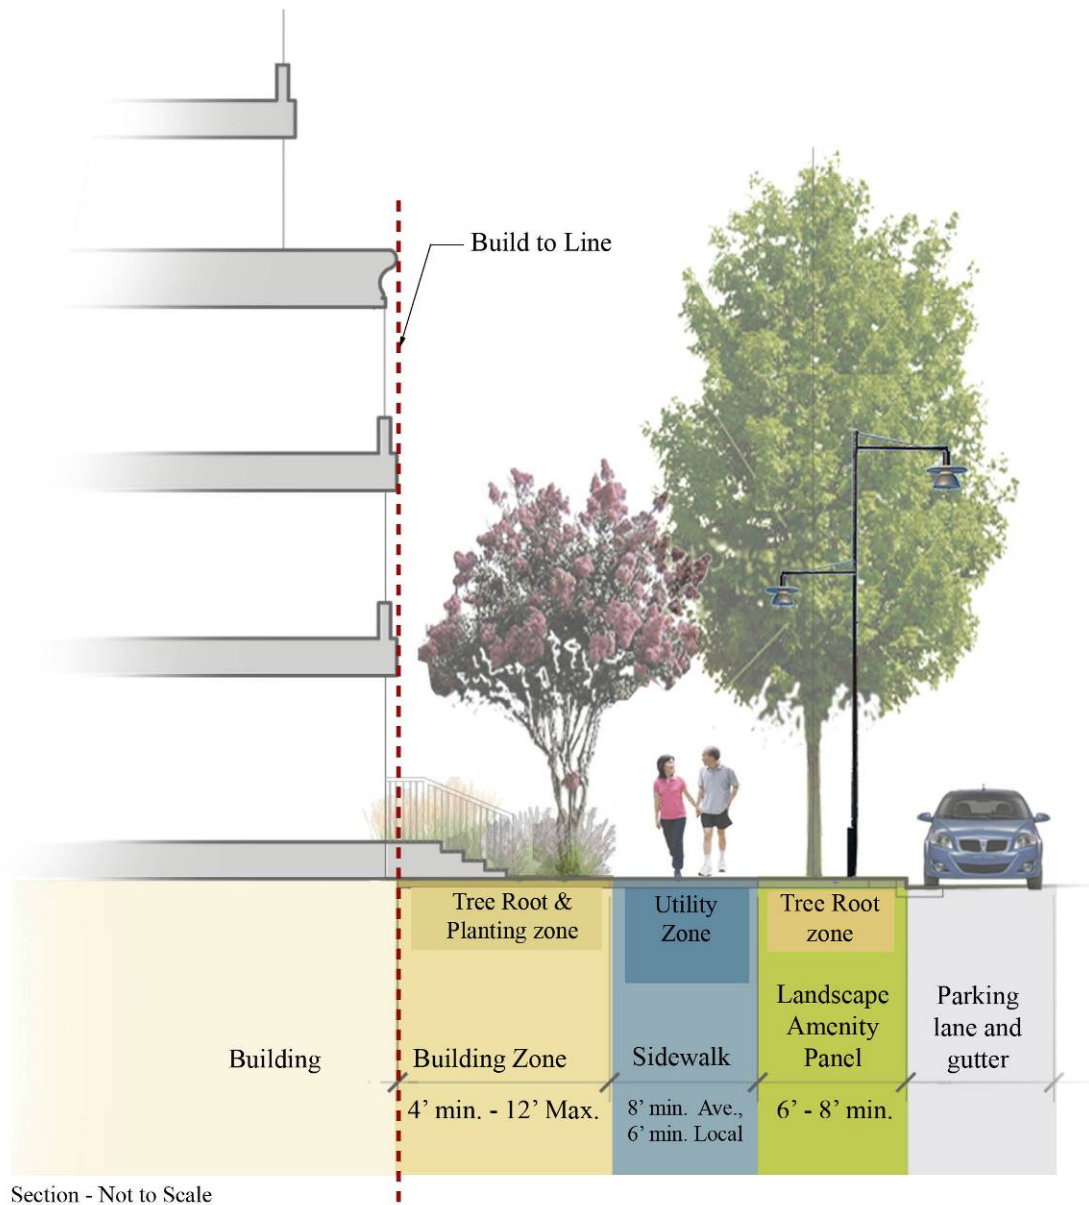 Build to Line
Tree Root &
Planting zone
Utility
Zone
Tree Root
zone
Landscape
Amenity
Panel
Parking
lane and
gutter
Building
Building Zone
Sidewalk
4’ min. - 12’ Max.
8’ min. Ave.,
6’ min. Local
6’ - 8’ min.
Section - Not to Scale